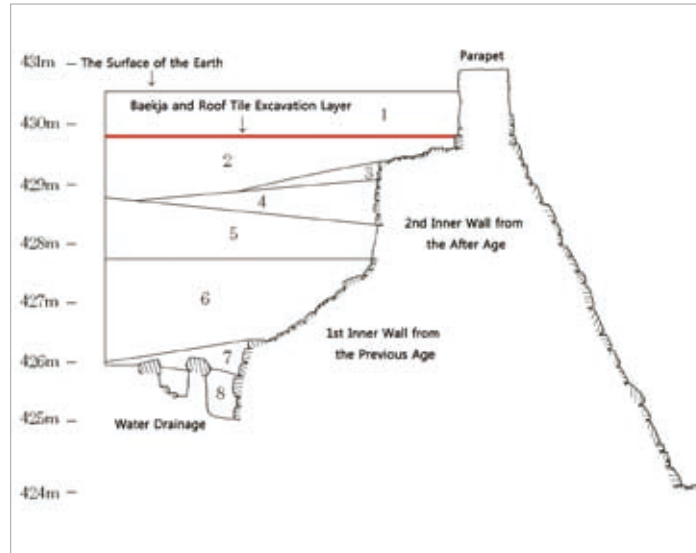 431m
The Surface of the Earth
Parapet
Baekja and Roof Tile Excavation Layer
1
430m
2
3
429m
4
2nd Inner Wall from
the After Age
5
428m
6
427m
1st Inner Wall from
the Previous Age
7
426m
8
425m
Water Drainage
424m